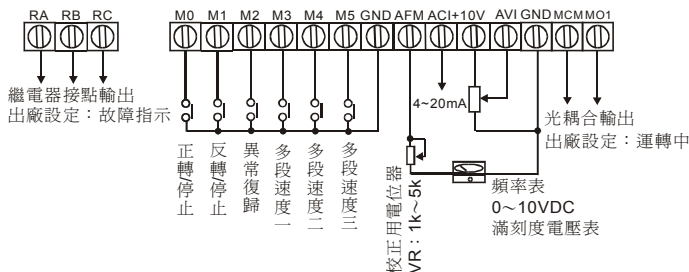 RA RB RC
M0 M1 M2 M3 M4 M5 GND AFM ACI +10V AVI GND MCM MO1
繼電器接點輸出
出廠設定：故障指示
4~20mA
光耦合輸出
出廠設定：運轉中
正轉/停止
反轉/停止
異常復歸
多段速度一
多段速度二
多段速度三
校正用電位器
VR：1k～5k
頻率表
0～10VDC
滿刻度電壓表